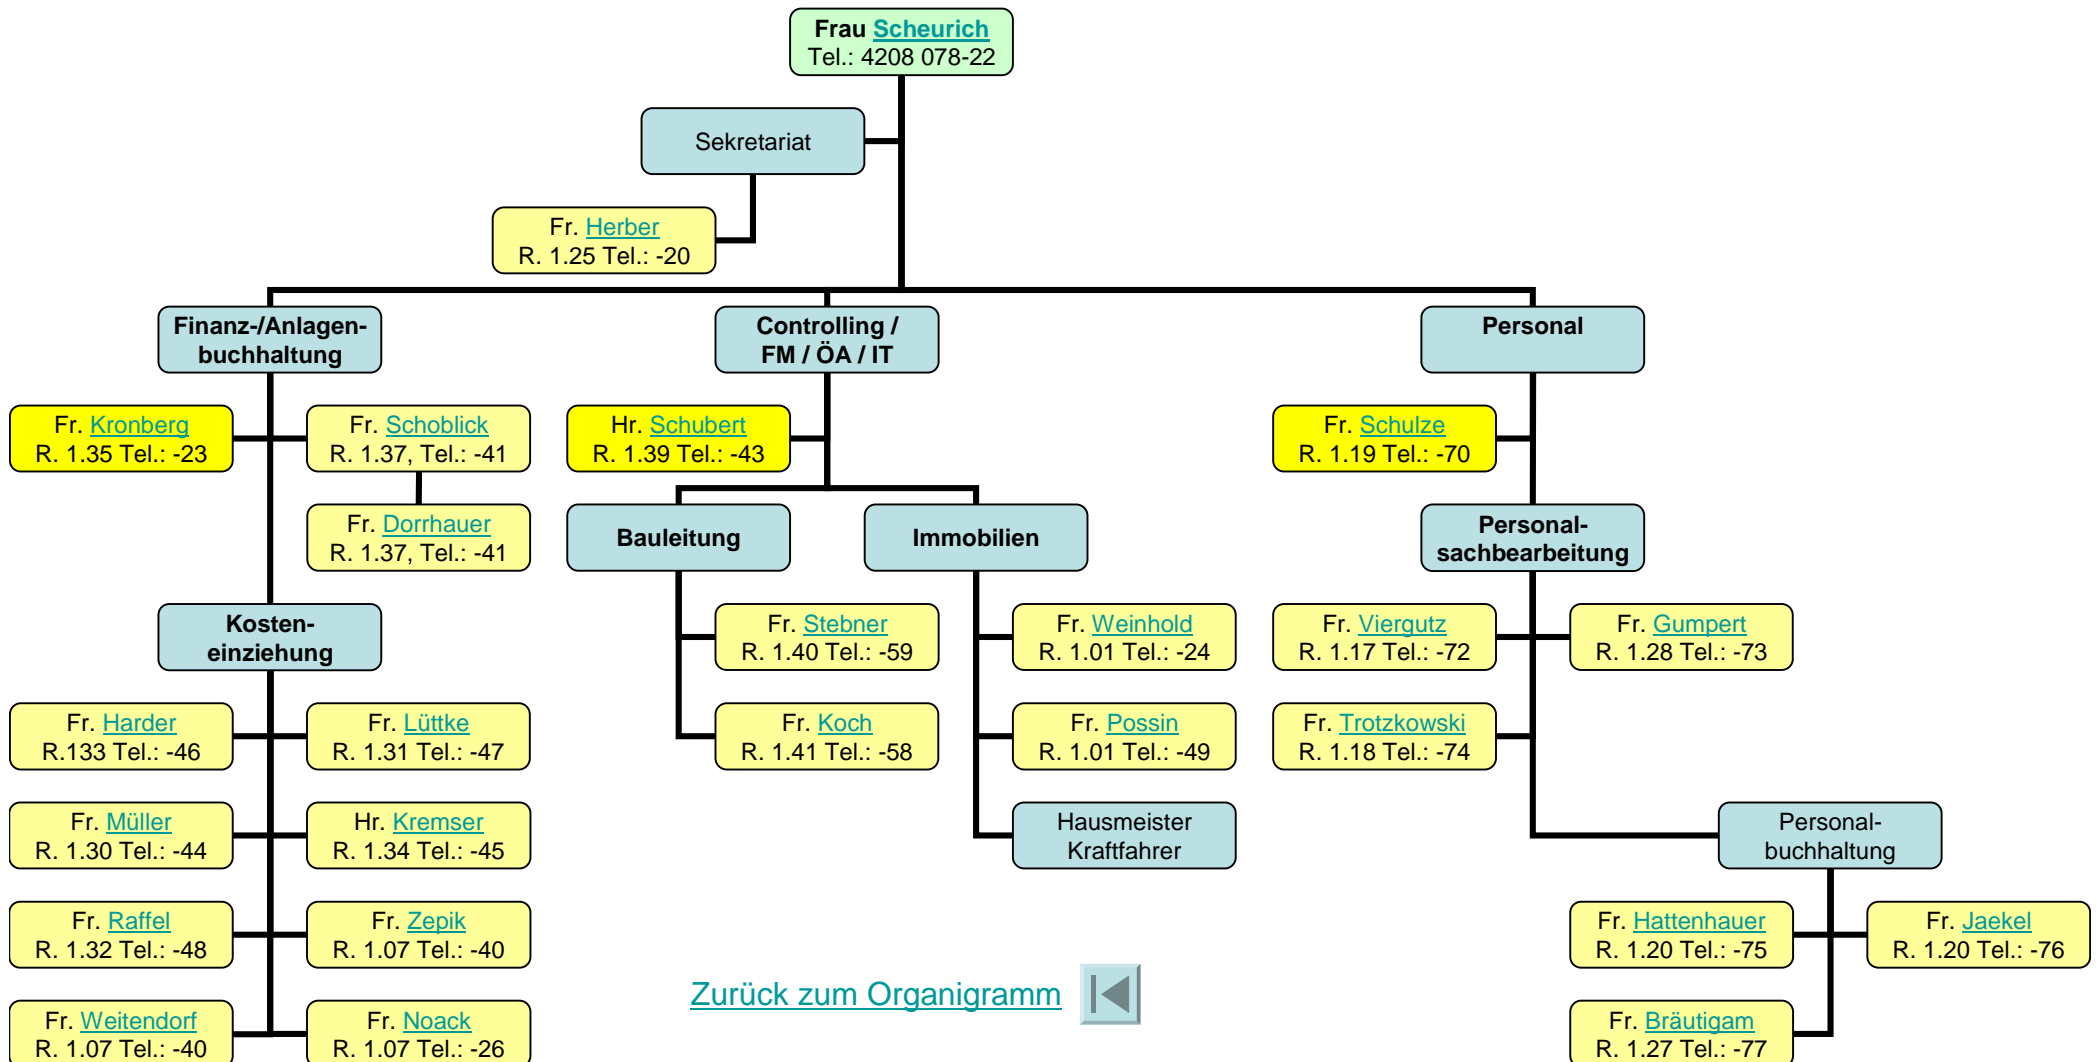 Frau Scheurich
Tel.: 4208 078-22
Sekretariat
Fr. Herber
R. 1.25 Tel.: -20
Finanz-/Anlagen-
buchhaltung
Controlling /
FM / ÖA / IT
Personal
Fr. Kronberg
R. 1.35 Tel.: -23
Fr. Schoblick
R. 1.37, Tel.: -41
Hr. Schubert
R. 1.39 Tel.: -43
Fr. Schulze
R. 1.19 Tel.: -70
Fr. Dorrhauer
R. 1.37, Tel.: -41
Bauleitung
Immobilien
Personal-
sachbearbeitung
Kosten-
einziehung
Fr. Stebner
R. 1.40 Tel.: -59
Fr. Weinhold
R. 1.01 Tel.: -24
Fr. Viergutz
R. 1.17 Tel.: -72
Fr. Gumpert
R. 1.28 Tel.: -73
Fr. Harder
R.133 Tel.: -46
Fr. Lüttke
R. 1.31 Tel.: -47
Fr. Koch
R. 1.41 Tel.: -58
Fr. Possin
R. 1.01 Tel.: -49
Fr. Trotzkowski
R. 1.18 Tel.: -74
Fr. Müller
R. 1.30 Tel.: -44
Hr. Kremser
R. 1.34 Tel.: -45
Hausmeister
Kraftfahrer
Personal-
buchhaltung
Fr. Raffel
R. 1.32 Tel.: -48
Fr. Zepik
R. 1.07 Tel.: -40
Fr. Hattenhauer
R. 1.20 Tel.: -75
Fr. Jaekel
R. 1.20 Tel.: -76
Zurück zum Organigramm
Fr. Weitendorf
R. 1.07 Tel.: -40
Fr. Noack
R. 1.07 Tel.: -26
Fr. Bräutigam
R. 1.27 Tel.: -77